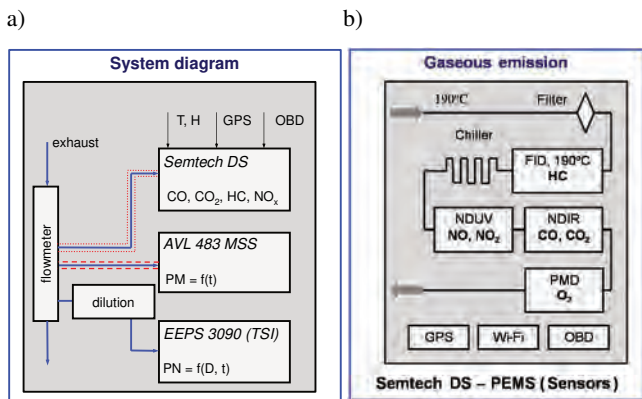 a)
System diagram
T, H GPS OBD
exhaust
Semtech DS
CO, CO₂, HC, NOₓ
flowmeter
AVL 483 MSS
PM = f(t)
dilution
EEPS 3090 (TSI)
PN = f(D, t)
b)
Gaseous emission
190°C
Filter
Chiller
FID, 190°C
HC
NDUV
NO, NO₂
NDIR
CO, CO₂
PMD
O₂
GPS
Wi-Fi
OBD
Semtech DS – PEMS (Sensors)